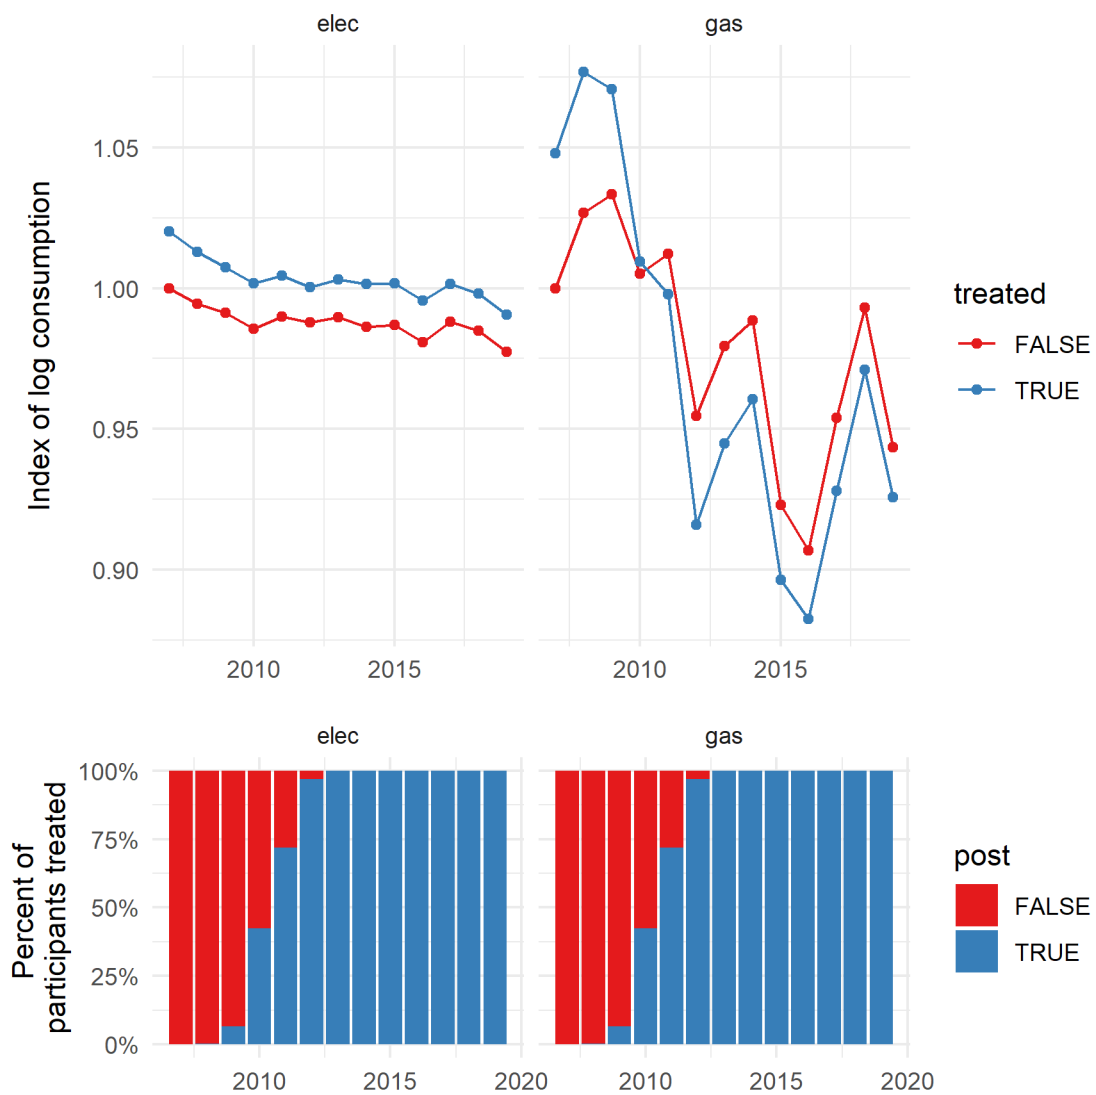 elec
gas
Index of log consumption
1.05
1.00
0.95
0.90
2010
2015
2010
2015
treated
FALSE
TRUE
elec
gas
Percent of
participants treated
100%
75%
50%
25%
0%
2010
2015
2020
2010
2015
2020
post
FALSE
TRUE